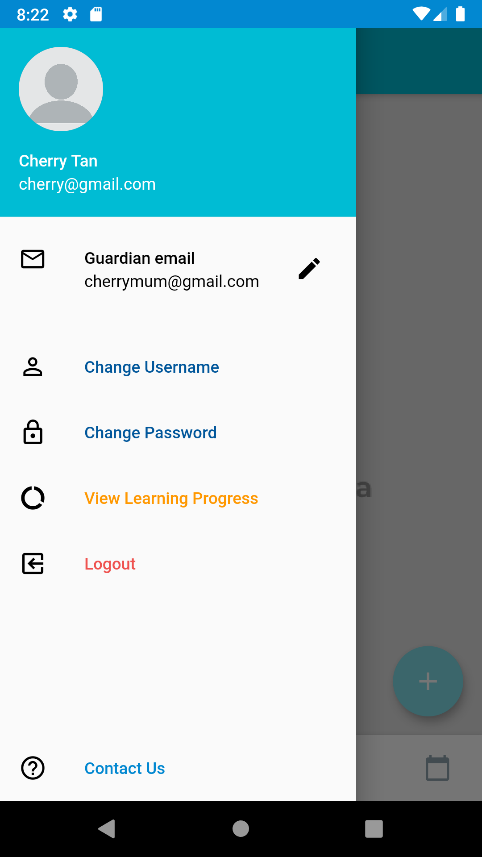 8:22
Cherry Tan
cherry@gmail.com
Guardian email
cherrymum@gmail.com
Change Username
Change Password
View Learning Progress
a
Logout
Contact Us